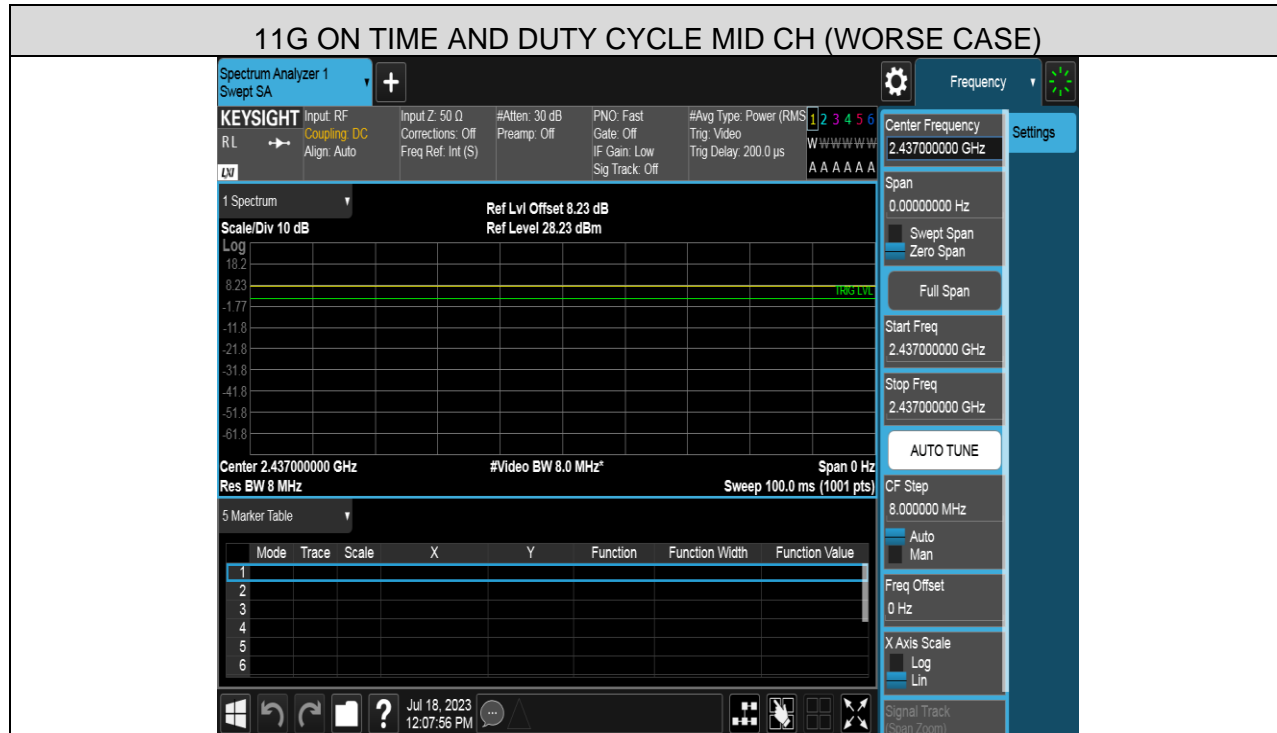 11G ON TIME AND DUTY CYCLE MID CH (WORSE CASE)
Spectrum Analyzer 1
Swept SA
+
Frequency
KEYSIGHT
RL
LXI
Input: RF
Coupling: DC
Align: Auto
Input Z: 50 Ω
Corrections: Off
Freq Ref: Int (S)
#Atten: 30 dB
Preamp: Off
PNO: Fast
Gate: Off
IF Gain: Low
Sig Track: Off
#Avg Type: Power (RMS
Trig: Video
Trig Delay: 200.0 µs
1 2 3 4 5 6
W W W W W W
A A A A A A
Center Frequency
2.437000000 GHz
Settings
Span
0.00000000 Hz
Swept Span
Zero Span
Full Span
Start Freq
2.437000000 GHz
Stop Freq
2.437000000 GHz
AUTO TUNE
CF Step
8.000000 MHz
Auto
Man
Freq Offset
0 Hz
X Axis Scale
Log
Lin
Signal Track
(Span Zoom)
1 Spectrum
Scale/Div 10 dB
Ref Lvl Offset 8.23 dB
Ref Level 28.23 dBm
Log
18.2
8.23
TRIG LVL
-1.77
-11.8
-21.8
-31.8
-41.8
-51.8
-61.8
Center 2.437000000 GHz #Video BW 8.0 MHz* Span 0 Hz
Res BW 8 MHz Sweep 100.0 ms (1001 pts)
5 Marker Table
Mode Trace Scale X Y Function Function Width Function Value
1
2
3
4
5
6
?
Jul 18, 2023
12:07:56 PM